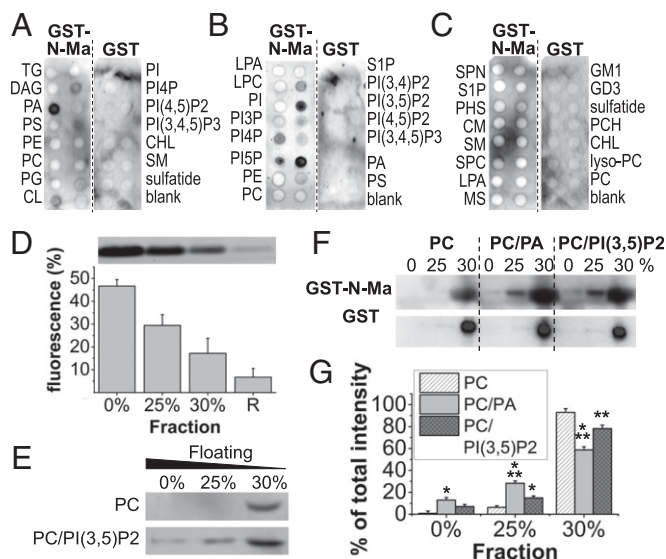 A
GST-
N-Ma GST
TG PI
DAG PI4P
PA PI(4,5)P2
PS PI(3,4,5)P3
PE CHL
PC SM
PG sulfatide
CL blank
B
GST-
N-Ma GST
LPA S1P
LPC PI(3,4)P2
PI PI(3,5)P2
PI3P PI(4,5)P2
PI4P PI(3,4,5)P3
PI5P PA
PE PS
PC blank
C
GST-
N-Ma GST
SPN GM1
S1P GD3
PHS sulfatide
CM PCH
SM CHL
SPC lyso-PC
LPA PC
MS blank
D
fluorescence (%)
50
40
30
20
10
0% 25% 30% R
Fraction
E
Floating
0% 25% 30%
PC
PC/PI(3,5)P2
F
PC PC/PA PC/PI(3,5)P2
0 25 30 0 25 30 0 25 30 %
GST-N-Ma
GST
G
% of total intensity
100
80
60
40
20
0
PC
PC/PA
PC/
PI(3,5)P2
* * ** * * ** **
0% 25% 30%
Fraction